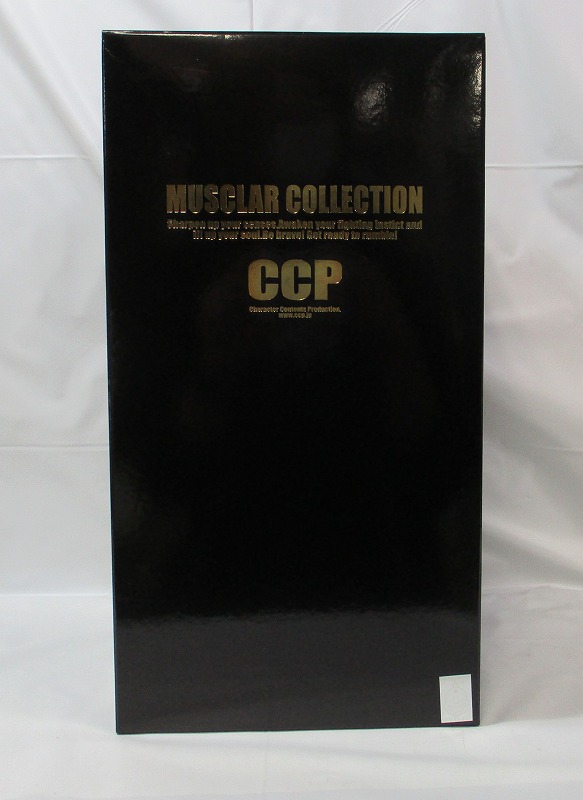 MUSCLAR COLLECTION
Sharpen up your senses.Awaken your fighting instict and
lit up your soul.Be brave! Get ready to rumble!
CCP
Character Contents Production.
www.ccp.jp